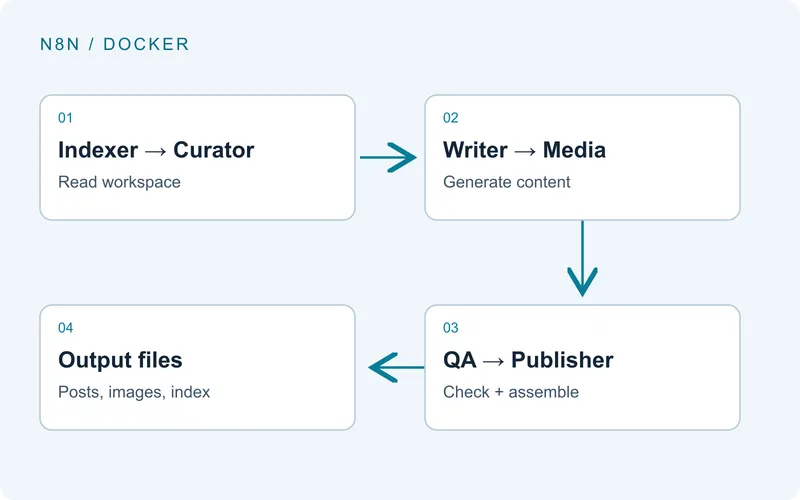 N8N / DOCKER
01
Indexer → Curator
Read workspace
02
Writer → Media
Generate content
03
QA → Publisher
Check + assemble
04
Output files
Posts, images, index